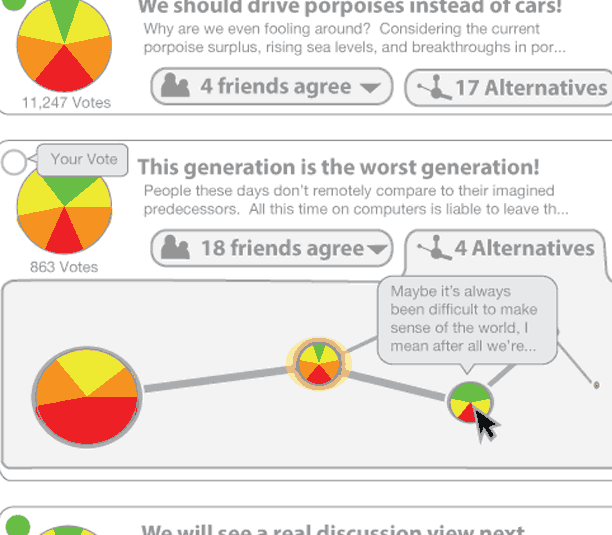 We should drive porpoises instead of cars!
Why are we even fooling around?  Considering the current
porpoise surplus, rising sea levels, and breakthroughs in por...
4 friends agree
17 Alternatives
11,247 Votes
Your Vote
This generation is the worst generation!
People these days don't remotely compare to their imagined
predecessors.  All this time on computers is liable to leave th...
18 friends agree
4 Alternatives
863 Votes
Maybe it's always
been difficult to make
sense of the world, I
mean after all we're...
We will see a real discussion view next